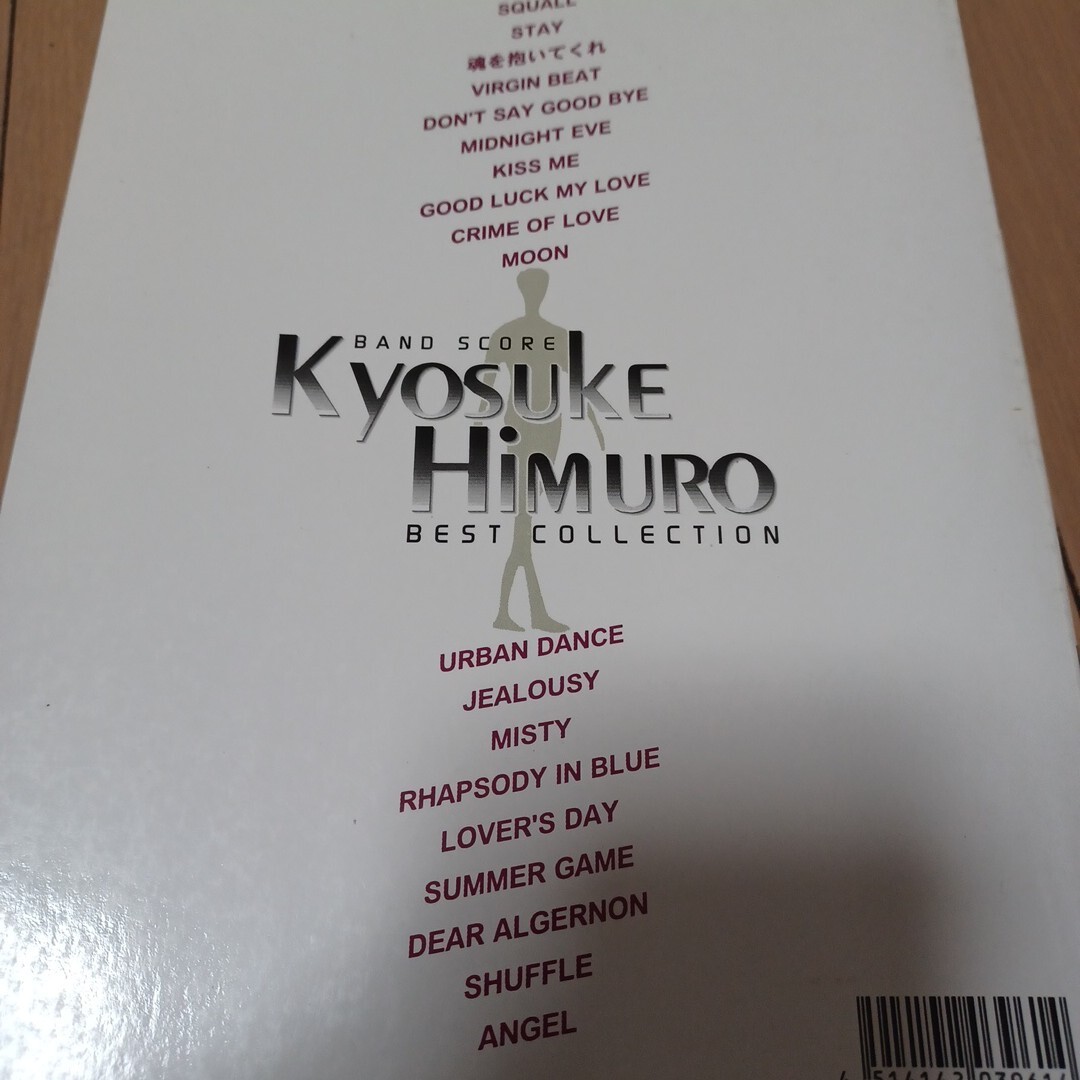 SQUALL
STAY
魂を抱いてくれ
VIRGIN BEAT
DON'T SAY GOOD BYE
MIDNIGHT EVE
KISS ME
GOOD LUCK MY LOVE
CRIME OF LOVE
MOON
BAND SCORE
KYOSUKE
HiMURO
BEST COLLECTION
URBAN DANCE
JEALOUSY
MISTY
RHAPSODY IN BLUE
LOVER'S DAY
SUMMER GAME
DEAR ALGERNON
SHUFFLE
ANGEL